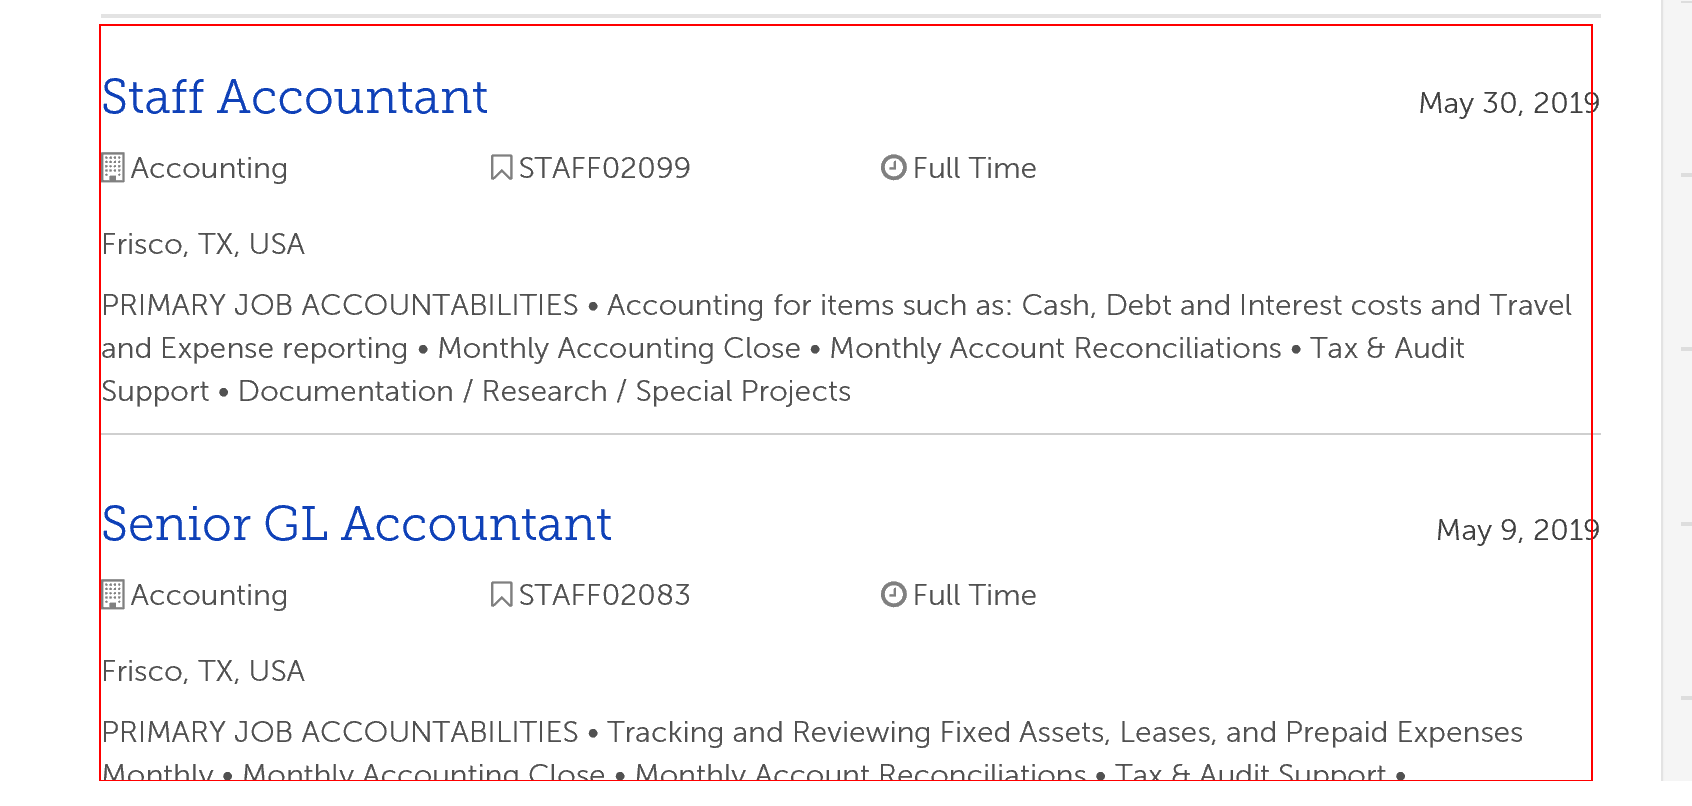 Staff Accountant
May 30, 2019
Accounting
STAFF02099
Full Time
Frisco, TX, USA
PRIMARY JOB ACCOUNTABILITIES • Accounting for items such as: Cash, Debt and Interest costs and Travel
and Expense reporting • Monthly Accounting Close • Monthly Account Reconciliations • Tax & Audit
Support • Documentation / Research / Special Projects
Senior GL Accountant
May 9, 2019
Accounting
STAFF02083
Full Time
Frisco, TX, USA
PRIMARY JOB ACCOUNTABILITIES • Tracking and Reviewing Fixed Assets, Leases, and Prepaid Expenses
Monthly • Monthly Accounting Close • Monthly Account Reconciliations • Tax & Audit Support •